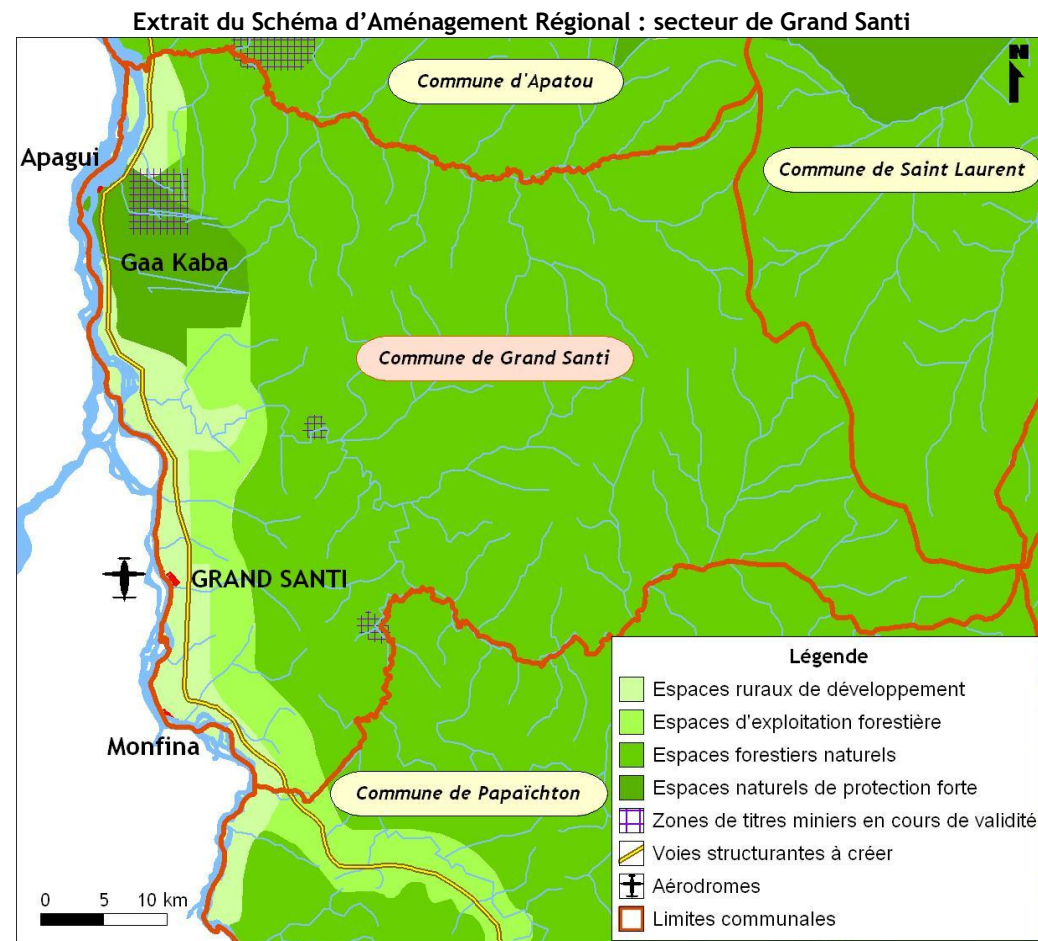 Extrait du Schéma d'Aménagement Régional : secteur de Grand Santi
N
Commune d'Apatou
Apagui
Commune de Saint Laurent
Gaa Kaba
Commune de Grand Santi
GRAND SANTI
Monfina
Commune de Papaïchton
0 5 10 km
Légende
Espaces ruraux de développement
Espaces d'exploitation forestière
Espaces forestiers naturels
Espaces naturels de protection forte
Zones de titres miniers en cours de validité
Voies structurantes à créer
Aérodromes
Limites communales